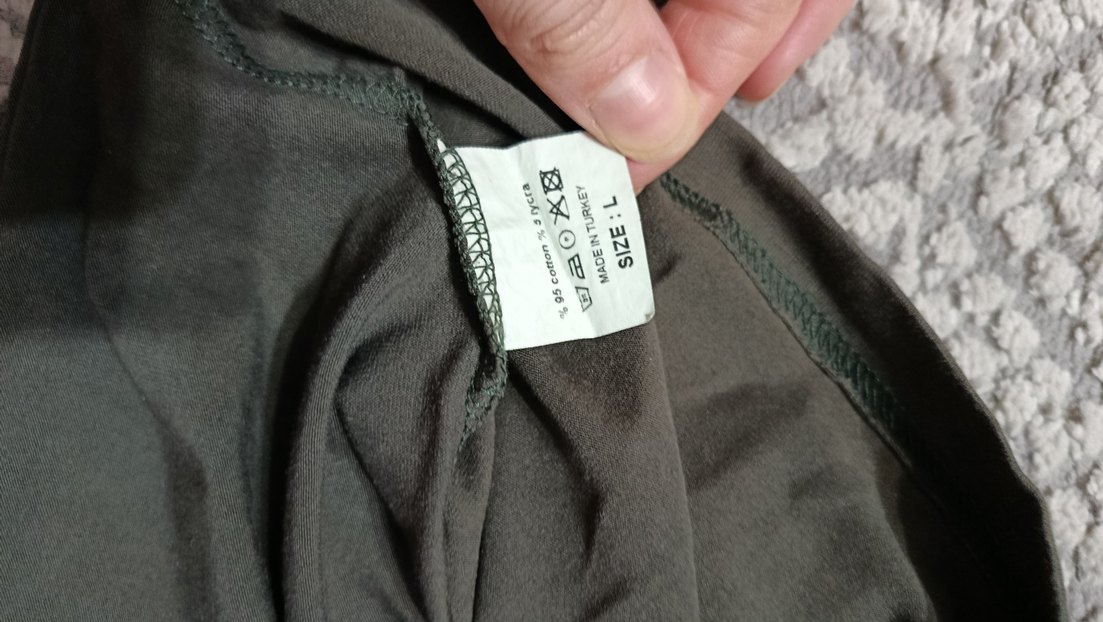 % 95 cotton % 5 lycra
MADE IN TURKEY
SIZE : L